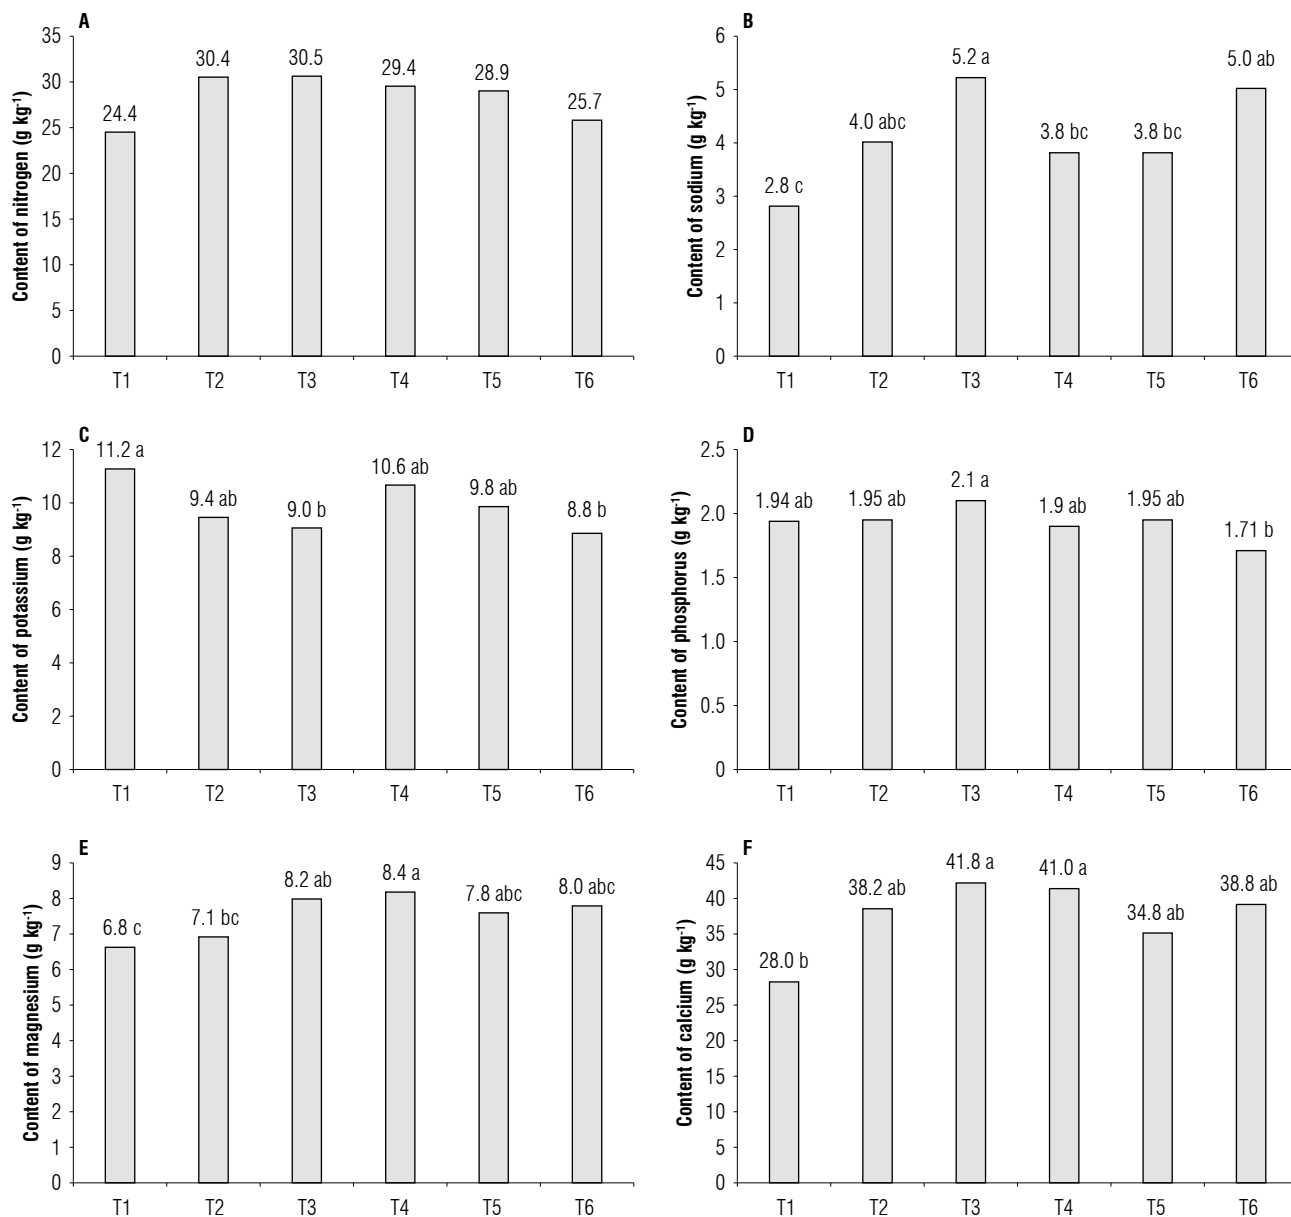 A
Content of nitrogen (g kg⁻¹)
35
30
25
20
15
10
5
0
24.4
30.4
30.5
29.4
28.9
25.7
T1 T2 T3 T4 T5 T6
B
Content of sodium (g kg⁻¹)
6
5
4
3
2
1
0
2.8 c
4.0 abc
5.2 a
3.8 bc
3.8 bc
5.0 ab
T1 T2 T3 T4 T5 T6
C
Content of potassium (g kg⁻¹)
12
10
8
6
4
2
0
11.2 a
9.4 ab
9.0 b
10.6 ab
9.8 ab
8.8 b
T1 T2 T3 T4 T5 T6
D
Content of phosphorus (g kg⁻¹)
2.5
2.0
1.5
1.0
0.5
0
1.94 ab
1.95 ab
2.1 a
1.9 ab
1.95 ab
1.71 b
T1 T2 T3 T4 T5 T6
E
Content of magnesium (g kg⁻¹)
9
8
7
6
5
4
3
2
1
0
6.8 c
7.1 bc
8.2 ab
8.4 a
7.8 abc
8.0 abc
T1 T2 T3 T4 T5 T6
F
Content of calcium (g kg⁻¹)
45
40
35
30
25
20
15
10
5
0
28.0 b
38.2 ab
41.8 a
41.0 a
34.8 ab
38.8 ab
T1 T2 T3 T4 T5 T6